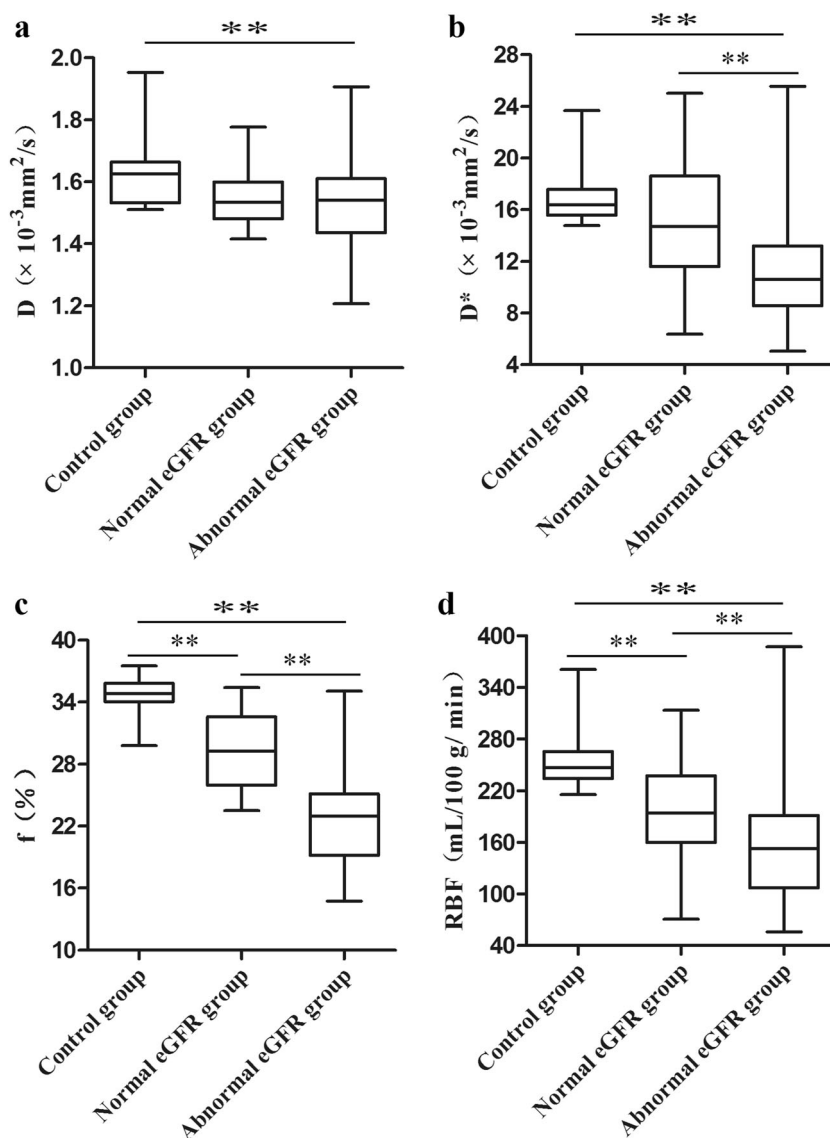 a
**
D (× 10⁻³mm²/s)
2.0
1.8
1.6
1.4
1.2
1.0
Control group
Normal eGFR group
Abnormal eGFR group
b
**
**
D* (× 10⁻³mm²/s)
28
24
20
16
12
8
4
Control group
Normal eGFR group
Abnormal eGFR group
c
**
**
**
f (%)
40
34
28
22
16
10
Control group
Normal eGFR group
Abnormal eGFR group
d
**
**
**
RBF (mL/100 g/ min)
400
340
280
220
160
100
40
Control group
Normal eGFR group
Abnormal eGFR group